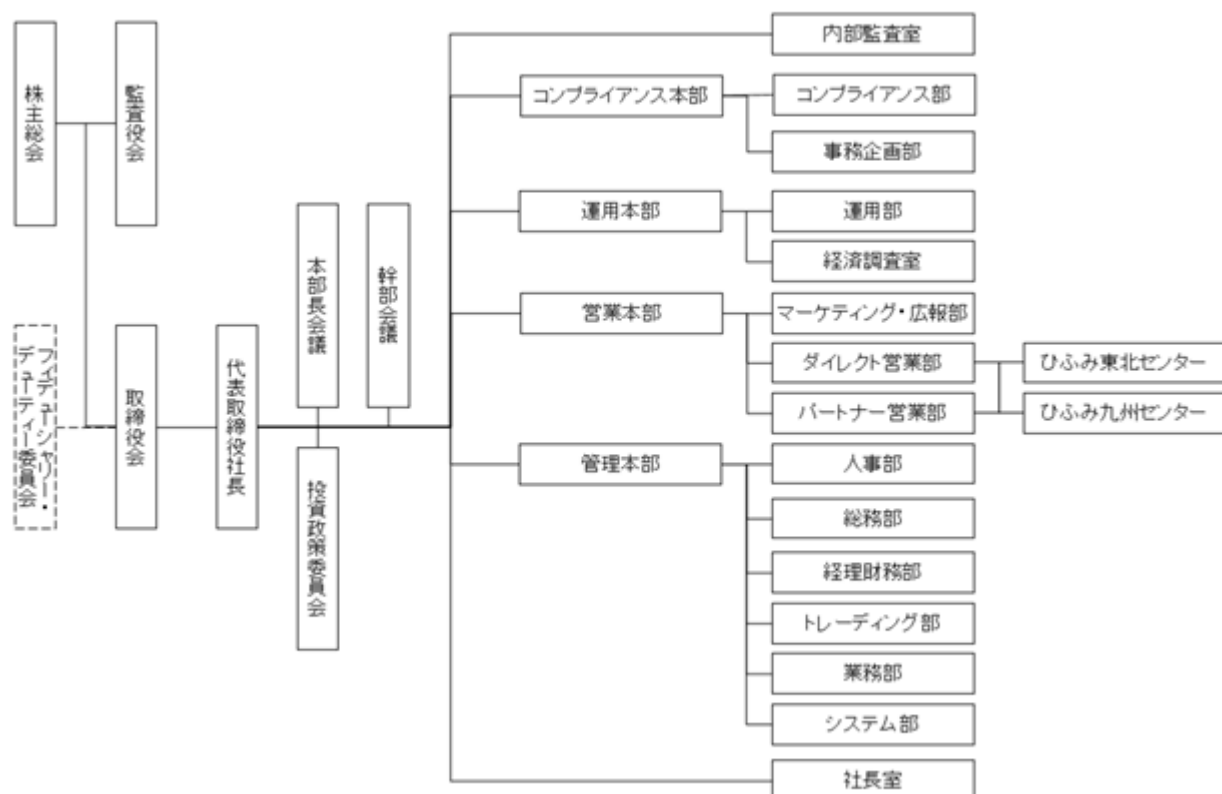 株主総会
監査役会
フィデューシャリー・
デューティー委員会
取締役会
代表取締役社長
本部長会議
投資政策委員会
幹部会議
内部監査室
コンプライアンス本部
コンプライアンス部
事務企画部
運用本部
運用部
経済調査室
営業本部
マーケティング・広報部
ダイレクト営業部
ひふみ東北センター
パートナー営業部
ひふみ九州センター
管理本部
人事部
総務部
経理財務部
トレーディング部
業務部
システム部
社長室